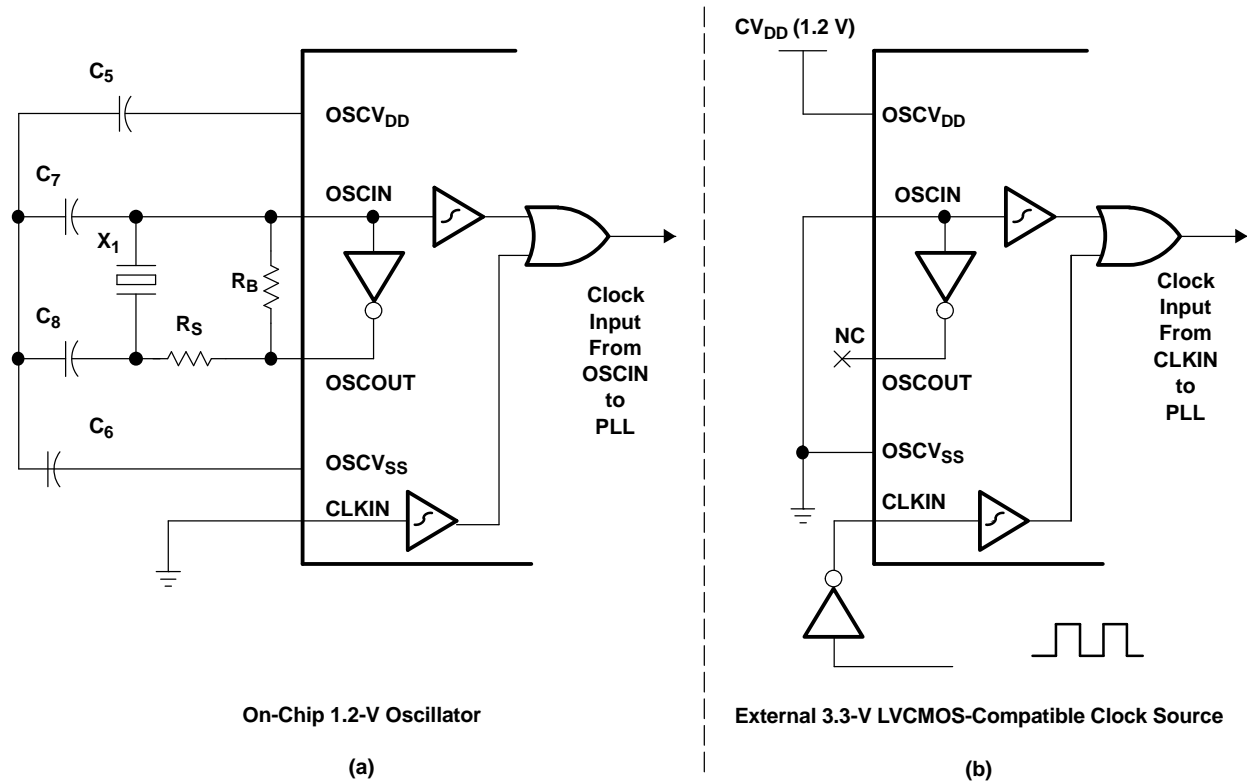 C5
OSCVDD
C7
OSCIN
X1
RB
C8
RS
OSCOUT
C6
OSCVSS
CLKIN
Clock
Input
From
OSCIN
to
PLL
On-Chip 1.2-V Oscillator
(a)
CVDD (1.2 V)
OSCVDD
OSCIN
NC
OSCOUT
OSCVSS
CLKIN
Clock
Input
From
CLKIN
to
PLL
External 3.3-V LVCMOS-Compatible Clock Source
(b)